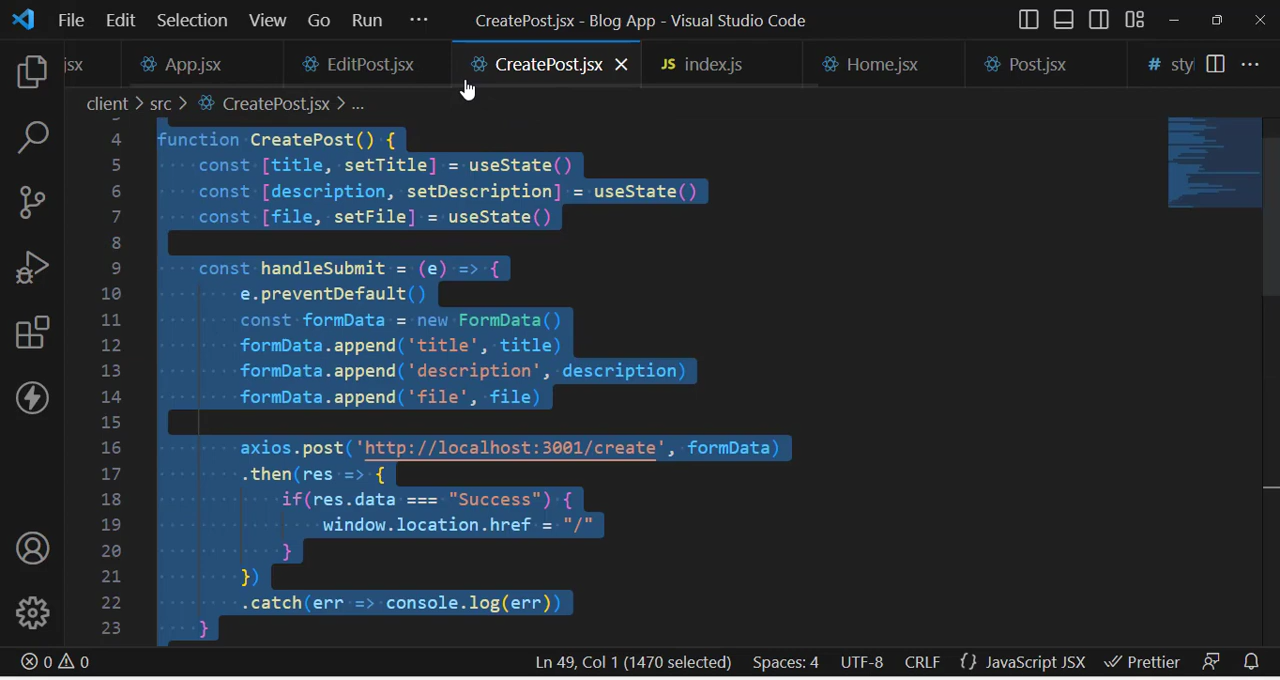 File Edit Selection View Go Run ··· CreatePost.jsx - Blog App - Visual Studio Code
jsx App.jsx EditPost.jsx CreatePost.jsx JS index.js Home.jsx Post.jsx # sty
client > src > CreatePost.jsx > ...
4 function CreatePost() {
5 const [title, setTitle] = useState()
6 const [description, setDescription] = useState()
7 const [file, setFile] = useState()
8
9 const handleSubmit = (e) => {
10 e.preventDefault()
11 const formData = new FormData()
12 formData.append('title', title)
13 formData.append('description', description)
14 formData.append('file', file)
15
16 axios.post('http://localhost:3001/create', formData)
17 .then(res => {
18 if(res.data === "Success") {
19 window.location.href = "/"
20 }
21 })
22 .catch(err => console.log(err))
23 }
0 0 Ln 49, Col 1 (1470 selected) Spaces: 4 UTF-8 CRLF {} JavaScript JSX Prettier